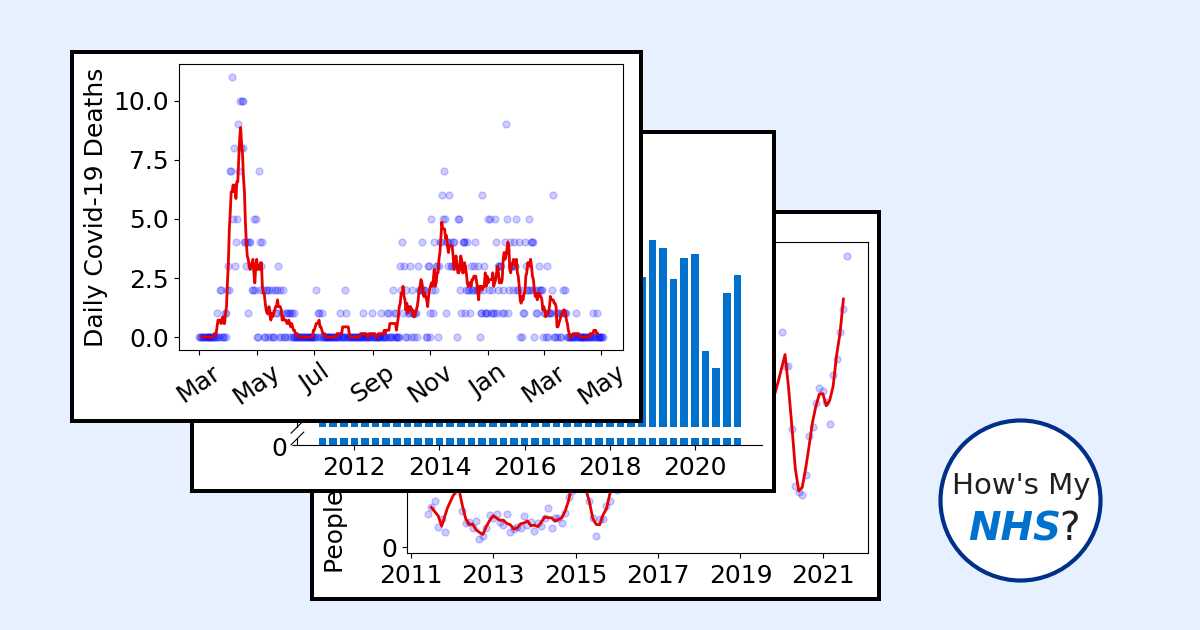 Daily Covid-19 Deaths
10.0
7.5
5.0
2.5
0.0
Mar May Jul Sep Nov Jan Mar May
0
2012 2014 2016 2018 2020
People
0
2011 2013 2015 2017 2019 2021
How's My
NHS?